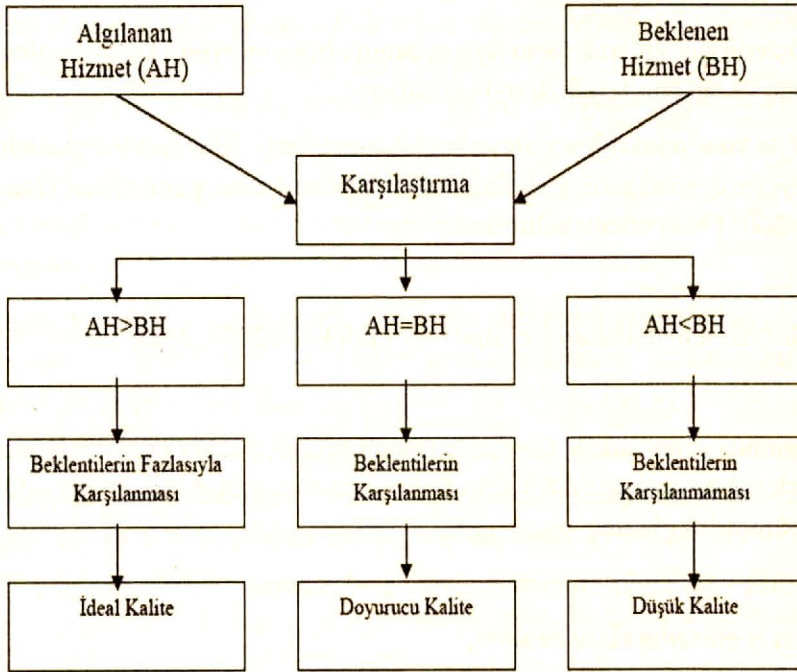 Algılanan
Hizmet (AH)
Beklenen
Hizmet (BH)
Karşılaştırma
AH>BH
AH=BH
AH<BH
Beklentilerin Fazlasıyla
Karşılanması
Beklentilerin
Karşılanması
Beklentilerin
Karşılanmaması
İdeal Kalite
Doyurucu Kalite
Düşük Kalite